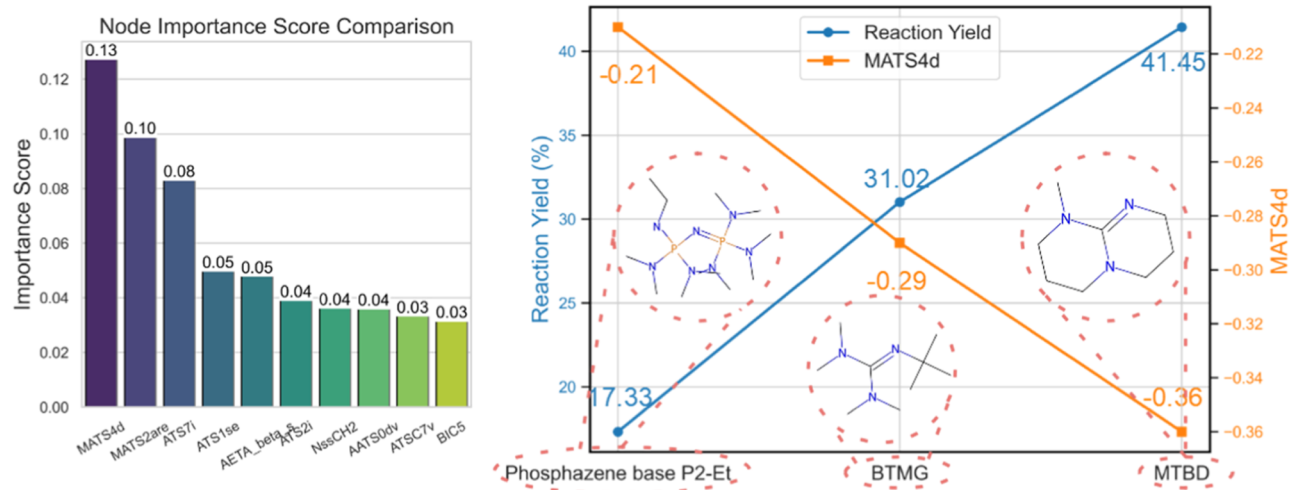 Node Importance Score Comparison
Importance Score
0.12
0.10
0.08
0.06
0.04
0.02
0.00
0.13
0.10
0.08
0.05
0.05
0.04
0.04
0.04
0.03
0.03
MATS4d
MATS2are
ATS7i
ATS1se
AETA_beta_s
ATS2i
NssCH2
AATS0dv
ATSC7v
BIC5
Reaction Yield
MATS4d
Reaction Yield (%)
40
35
30
25
20
17.33
31.02
41.45
-0.21
-0.29
-0.36
−0.22
−0.24
−0.26
−0.28
−0.30
−0.32
−0.34
−0.36
MATS4d
N
N
N
P
P
N
N
N
N
N
N
N
N
N
N
Phosphazene base P2-Et
BTMG
MTBD